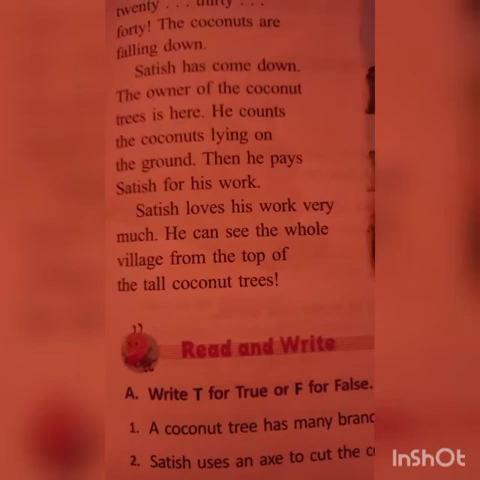 twenty . . . thirty . . .
forty! The coconuts are
falling down.
Satish has come down.
The owner of the coconut
trees is here. He counts
the coconuts lying on
the ground. Then he pays
Satish for his work.
Satish loves his work very
much. He can see the whole
village from the top of
the tall coconut trees!
Read and Write
A. Write T for True or F for False.
1. A coconut tree has many
2. Satish uses an axe to cut the
InShOt